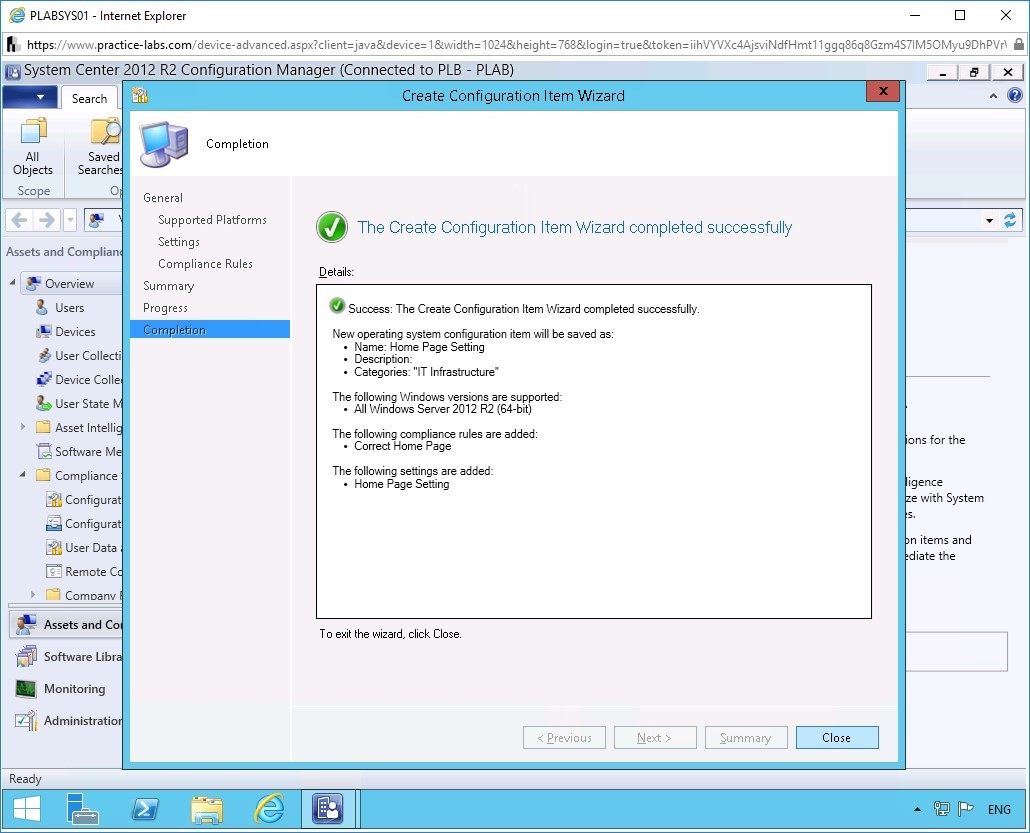 PLABSYS01 - Internet Explorer
https://www.practice-labs.com/device-advanced.aspx?client=java&device=1&width=1024&height=768&login=true&token=
System Center 2012 R2 Configuration Manager (Connected to PLB - PLAB)
Search
All
Objects
Scope
Saved
Searches
Op
Create Configuration Item Wizard
Completion
Assets and Complianc
Overview
Users
Devices
User Collecti
Device Colle
User State M
Asset Intellig
Software Me
Compliance
Configurat
Configurat
User Data a
Remote Co
Company R
Assets and Co
Software Libra
Monitoring
Administration
General
Supported Platforms
Settings
Compliance Rules
Summary
Progress
Completion
The Create Configuration Item Wizard completed successfully
Details:
Success: The Create Configuration Item Wizard completed successfully.
New operating system configuration item will be saved as:
• Name: Home Page Setting
• Description:
• Categories: "IT Infrastructure"
The following Windows versions are supported:
• All Windows Server 2012 R2 (64-bit)
The following compliance rules are added:
• Correct Home Page
The following settings are added:
• Home Page Setting
To exit the wizard, click Close.
< Previous
Next >
Summary
Close
ions for the
lligence
ze with System
es.
on items and
ediate the
Ready
ENG